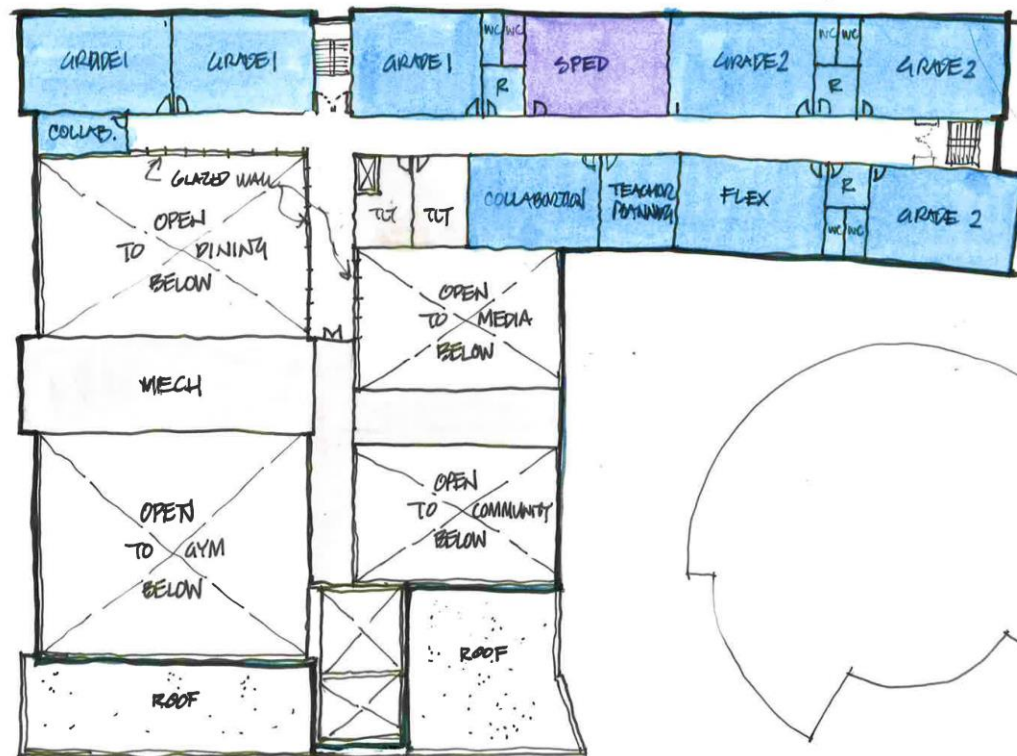 GRADE 1
GRADE 1
GRADE 1
WC
WC
R
SPED
GRADE 2
WC
WC
R
GRADE 2
COLLAB.
GLAZED WALL
OPEN
TO DINING
BELOW
TLT
TLT
COLLABORTION
TEACHER
PLANNING
FLEX
R
WC
WC
GRADE 2
OPEN
TO MEDIA
BELOW
MECH
OPEN
TO GYM
BELOW
OPEN
TO COMMUNITY
BELOW
ROOF
ROOF